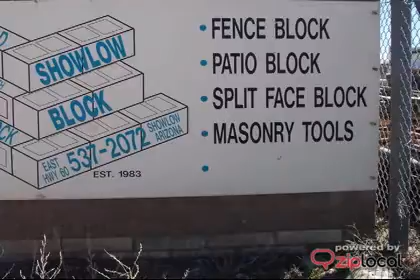 SHOWLOW
BLOCK
BLOCK
EAST
HWY 60
537-2072
SHOWLOW
ARIZONA
EST. 1983
• FENCE BLOCK
• PATIO BLOCK
• SPLIT FACE BLOCK
• MASONRY TOOLS
•
powered by
ziplocal